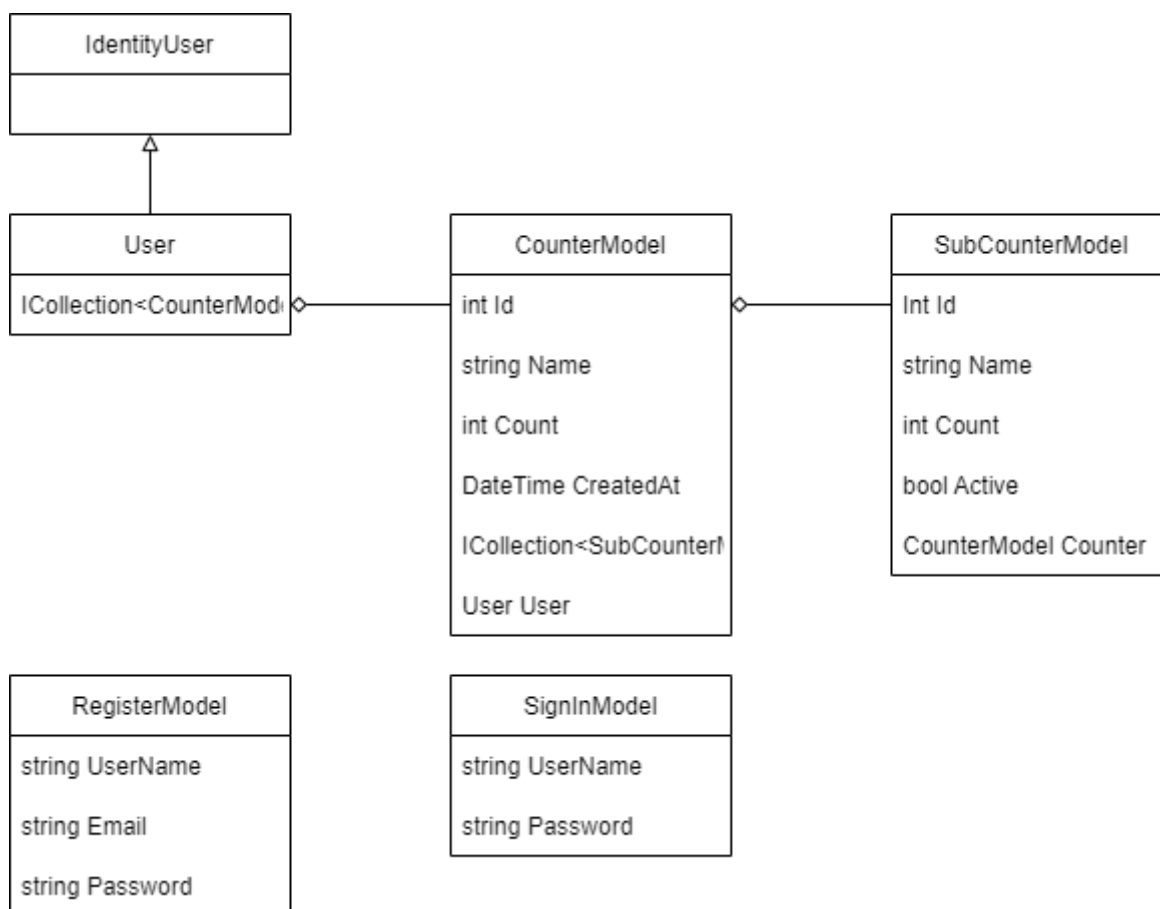 IdentityUser
User
ICollection<CounterMod
CounterModel
int Id
string Name
int Count
DateTime CreatedAt
ICollection<SubCounter
User User
SubCounterModel
Int Id
string Name
int Count
bool Active
CounterModel Counter
RegisterModel
string UserName
string Email
string Password
SignInModel
string UserName
string Password